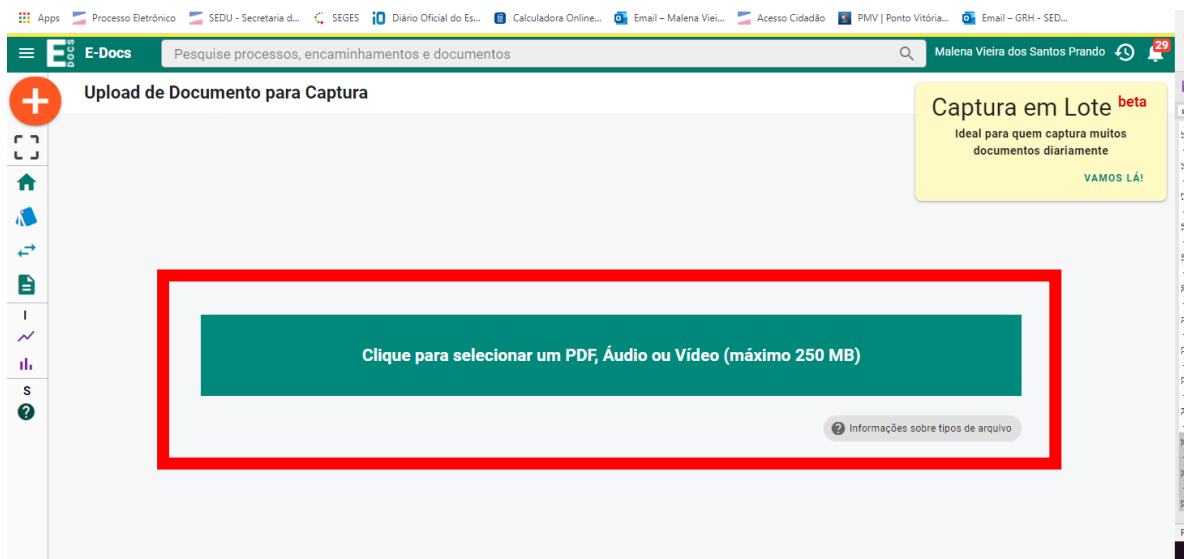 Apps Processo Eletrônico SEDU - Secretaria d... SEGES Diário Oficial do Es... Calculadora Online... Email – Malena Viei... Acesso Cidadão PMV | Ponto Vitória... Email – GRH - SED...
E DOCS E-Docs Pesquise processos, encaminhamentos e documentos Malena Vieira dos Santos Prando 29
Upload de Documento para Captura
Captura em Lote beta
Ideal para quem captura muitos
documentos diariamente
VAMOS LÁ!
I
Clique para selecionar um PDF, Áudio ou Vídeo (máximo 250 MB)
S
? Informações sobre tipos de arquivo